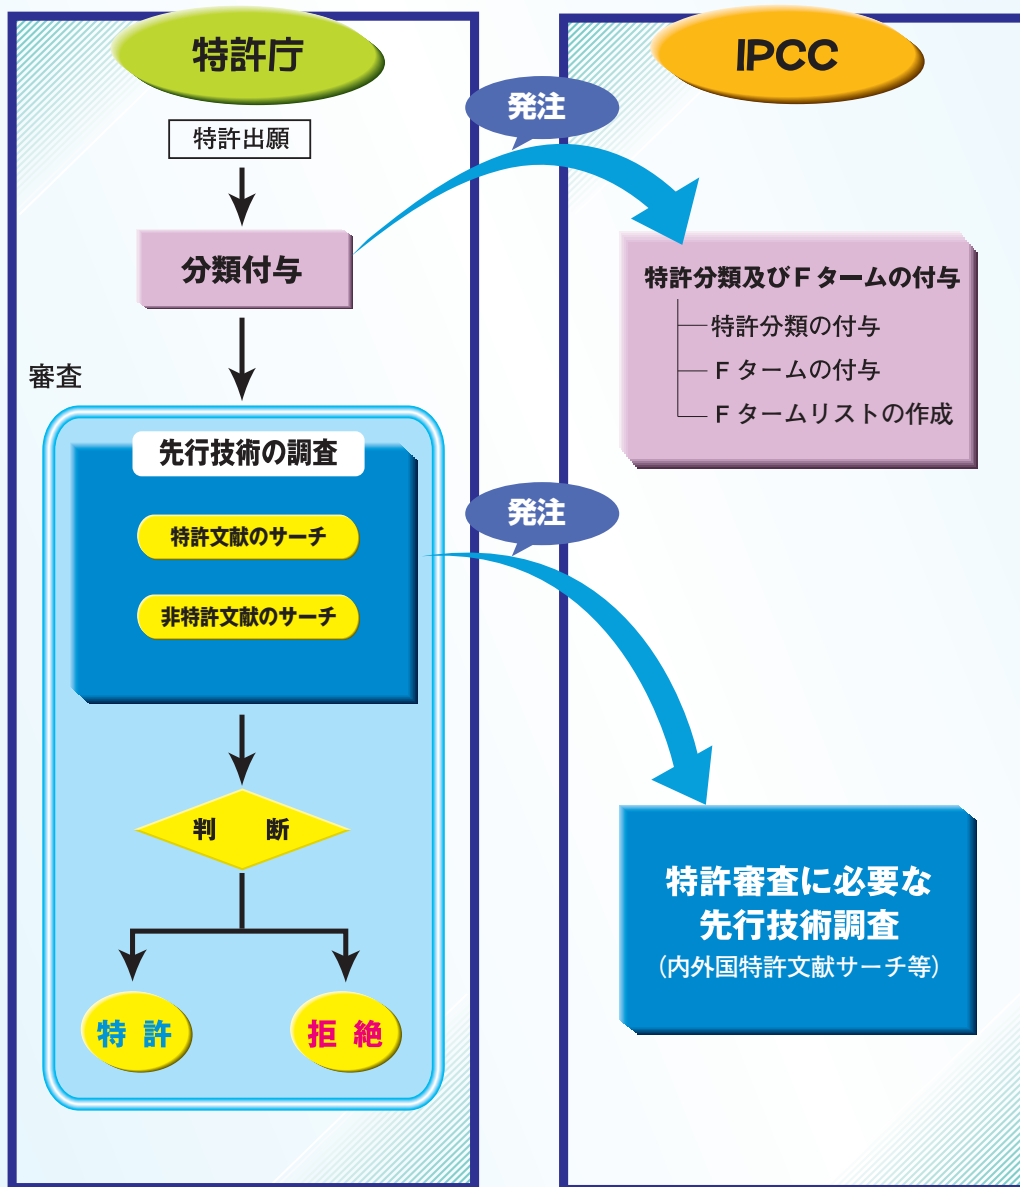 特許庁
特許出願
分類付与
審査
先行技術の調査
特許文献のサーチ
非特許文献のサーチ
判 断
特 許
拒 絶
発注
発注
IPCC
特許分類及びFタームの付与
特許分類の付与
Fタームの付与
Fタームリストの作成
特許審査に必要な
先行技術調査
(内外国特許文献サーチ等)